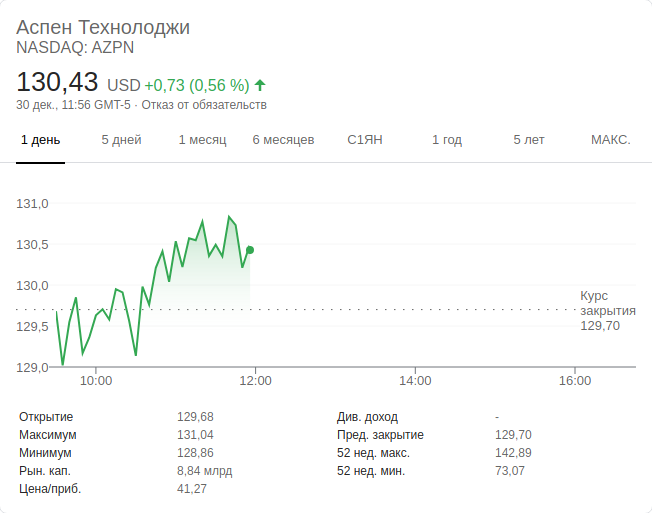 Аспен Технолоджи
NASDAQ: AZPN
130,43 USD +0,73 (0,56 %)
30 дек., 11:56 GMT-5 · Отказ от обязательств
1 день 5 дней 1 месяц 6 месяцев С1ЯН 1 год 5 лет МАКС.
131,0
130,5
130,0
129,5
129,0
Курс
закрытия
129,70
10:00 12:00 14:00 16:00
Открытие 129,68 Див. доход -
Максимум 131,04 Пред. закрытие 129,70
Минимум 128,86 52 нед. макс. 142,89
Рын. кап. 8,84 млрд 52 нед. мин. 73,07
Цена/приб. 41,27